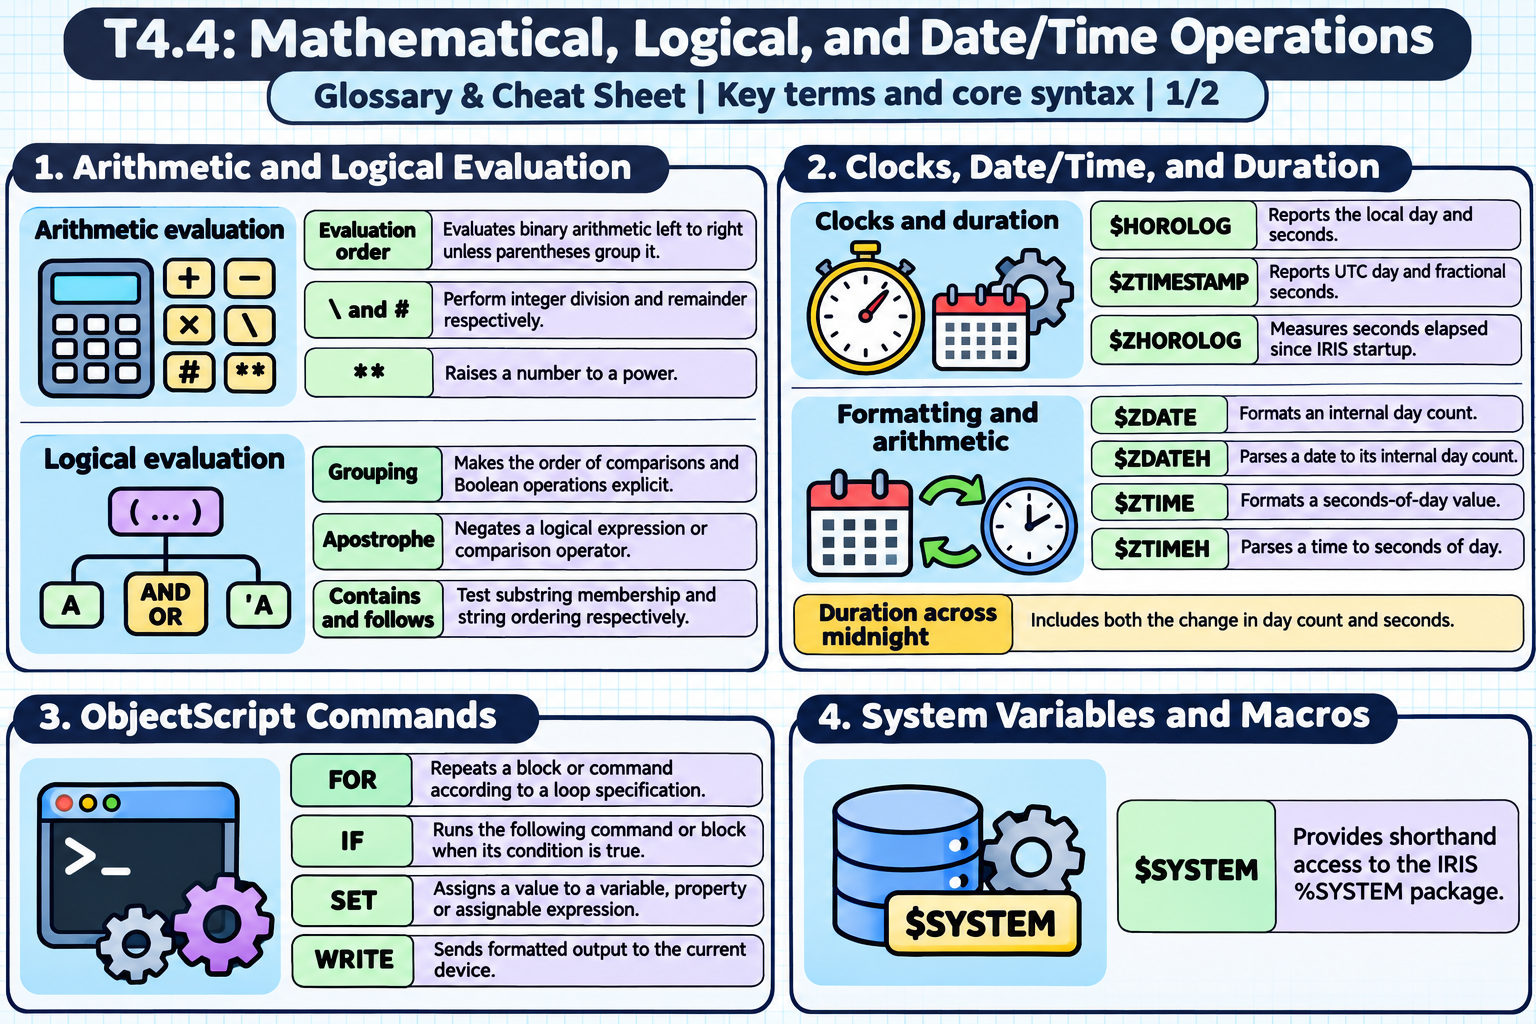 T4.4: Mathematical, Logical, and Date/Time Operations
Glossary & Cheat Sheet | Key terms and core syntax | 1/2
1. Arithmetic and Logical Evaluation
Arithmetic evaluation
+ −
× \
# **
Evaluation
order
Evaluates binary arithmetic left to right
unless parentheses group it.
\ and #
Perform integer division and remainder
respectively.
**
Raises a number to a power.
Logical evaluation
( ... )
A
AND
OR
'A
Grouping
Makes the order of comparisons and
Boolean operations explicit.
Apostrophe
Negates a logical expression or
comparison operator.
Contains
and follows
Test substring membership and
string ordering respectively.
2. Clocks, Date/Time, and Duration
Clocks and duration
$HOROLOG
Reports the local day and
seconds.
$ZTIMESTAMP
Reports UTC day and fractional
seconds.
$ZHOROLOG
Measures seconds elapsed
since IRIS startup.
Formatting and
arithmetic
$ZDATE
Formats an internal day count.
$ZDATEH
Parses a date to its internal day count.
$ZTIME
Formats a seconds-of-day value.
$ZTIMEH
Parses a time to seconds of day.
Duration across
midnight
Includes both the change in day count and seconds.
3. ObjectScript Commands
>_
FOR
Repeats a block or command
according to a loop specification.
IF
Runs the following command or block
when its condition is true.
SET
Assigns a value to a variable, property
or assignable expression.
WRITE
Sends formatted output to the current
device.
4. System Variables and Macros
$SYSTEM
$SYSTEM
Provides shorthand
access to the IRIS
%SYSTEM package.